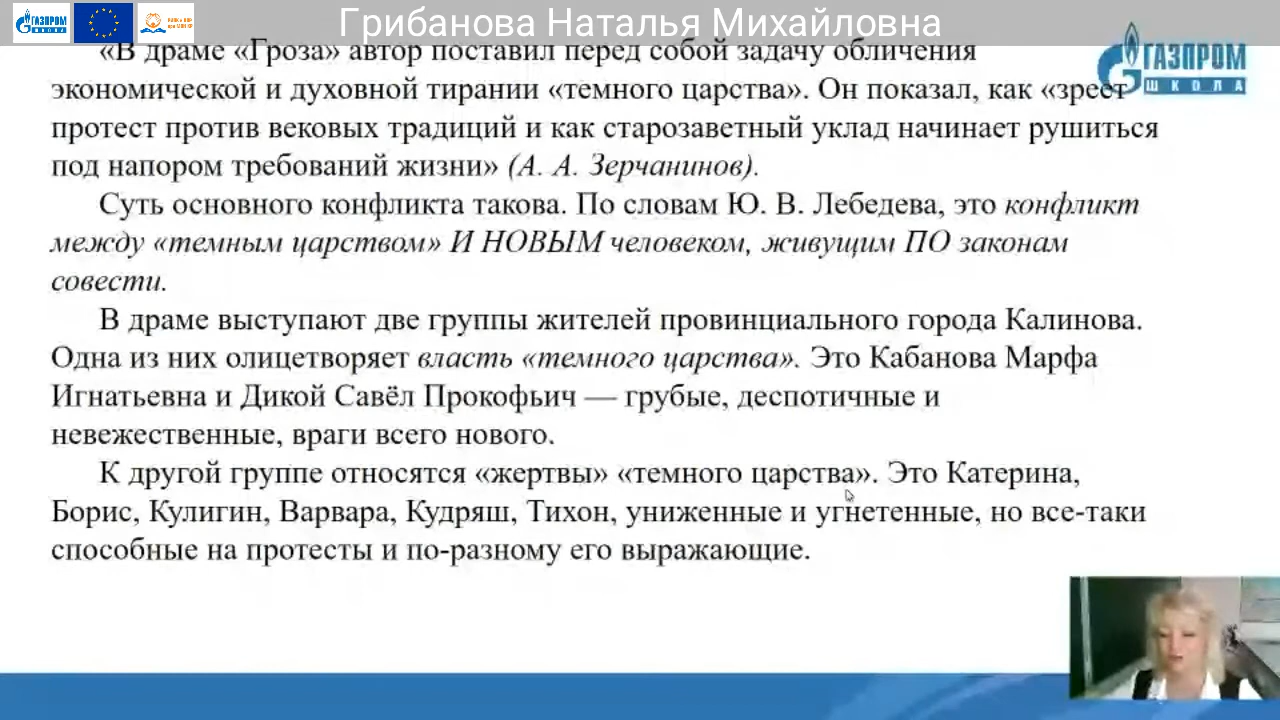 ГАЗПРОМ
ШКОЛА
Грибанова Наталья Михайловна
ГАЗПРОМ
ШКОЛА
«В драме «Гроза» автор поставил перед собой задачу обличения
экономической и духовной тирании «темного царства». Он показал, как «зреет
протест против вековых традиций и как старозаветный уклад начинает рушиться
под напором требований жизни» (А. А. Зерчанинов).
Суть основного конфликта такова. По словам Ю. В. Лебедева, это конфликт
между «темным царством» И НОВЫМ человеком, живущим ПО законам
совести.
В драме выступают две группы жителей провинциального города Калинова.
Одна из них олицетворяет власть «темного царства». Это Кабанова Марфа
Игнатьевна и Дикой Савёл Прокофьич — грубые, деспотичные и
невежественные, враги всего нового.
К другой группе относятся «жертвы» «темного царства». Это Катерина,
Борис, Кулигин, Варвара, Кудряш, Тихон, униженные и угнетенные, но все-таки
способные на протесты и по-разному его выражающие.